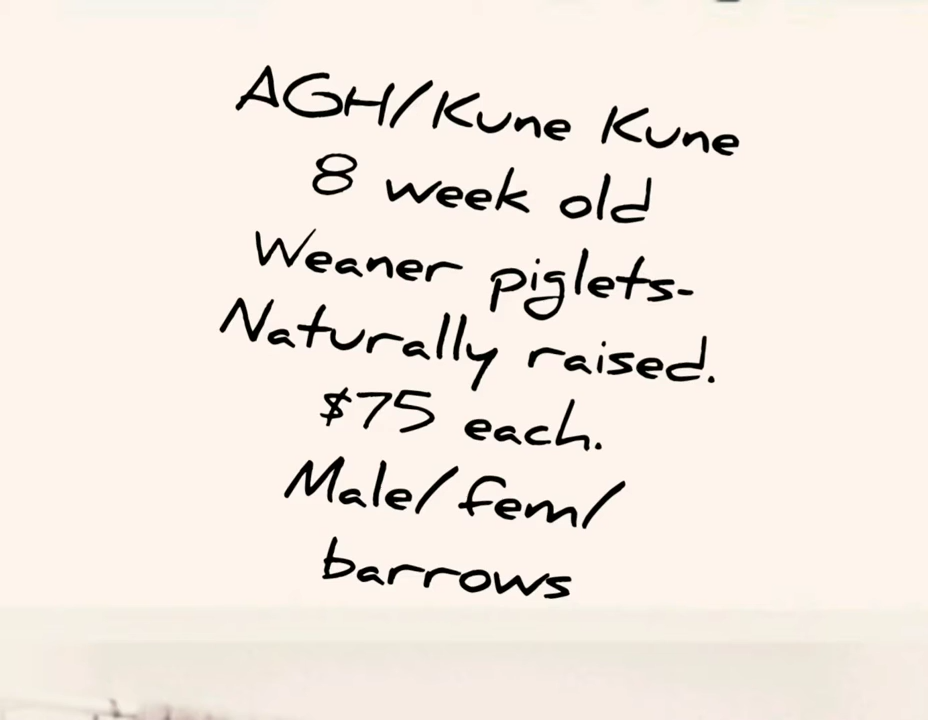 AGH/Kune Kune
8 week old
Weaner piglets-
Naturally raised.
$75 each.
Male/fem/
barrows